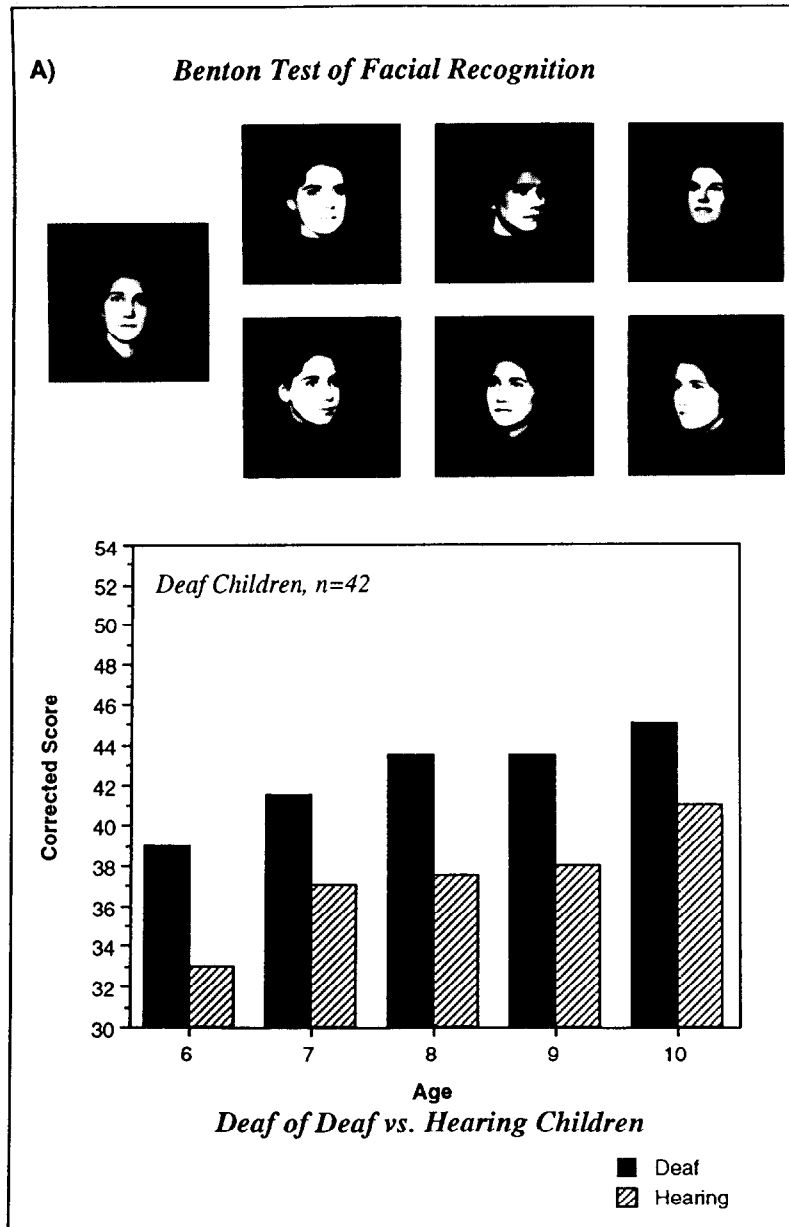 A) Benton Test of Facial Recognition
54
52
50
48
46
44
42
40
38
36
34
32
30
Corrected Score
Deaf Children, n=42
6 7 8 9 10
Age
Deaf of Deaf vs. Hearing Children
Deaf
Hearing